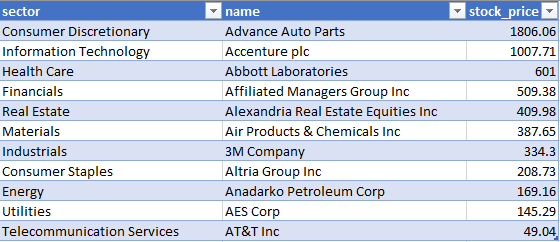 sector name stock_price
Consumer Discretionary Advance Auto Parts 1806.06
Information Technology Accenture plc 1007.71
Health Care Abbott Laboratories 601
Financials Affiliated Managers Group Inc 509.38
Real Estate Alexandria Real Estate Equities Inc 409.98
Materials Air Products & Chemicals Inc 387.65
Industrials 3M Company 334.3
Consumer Staples Altria Group Inc 208.73
Energy Anadarko Petroleum Corp 169.16
Utilities AES Corp 145.29
Telecommunication Services AT&T Inc 49.04